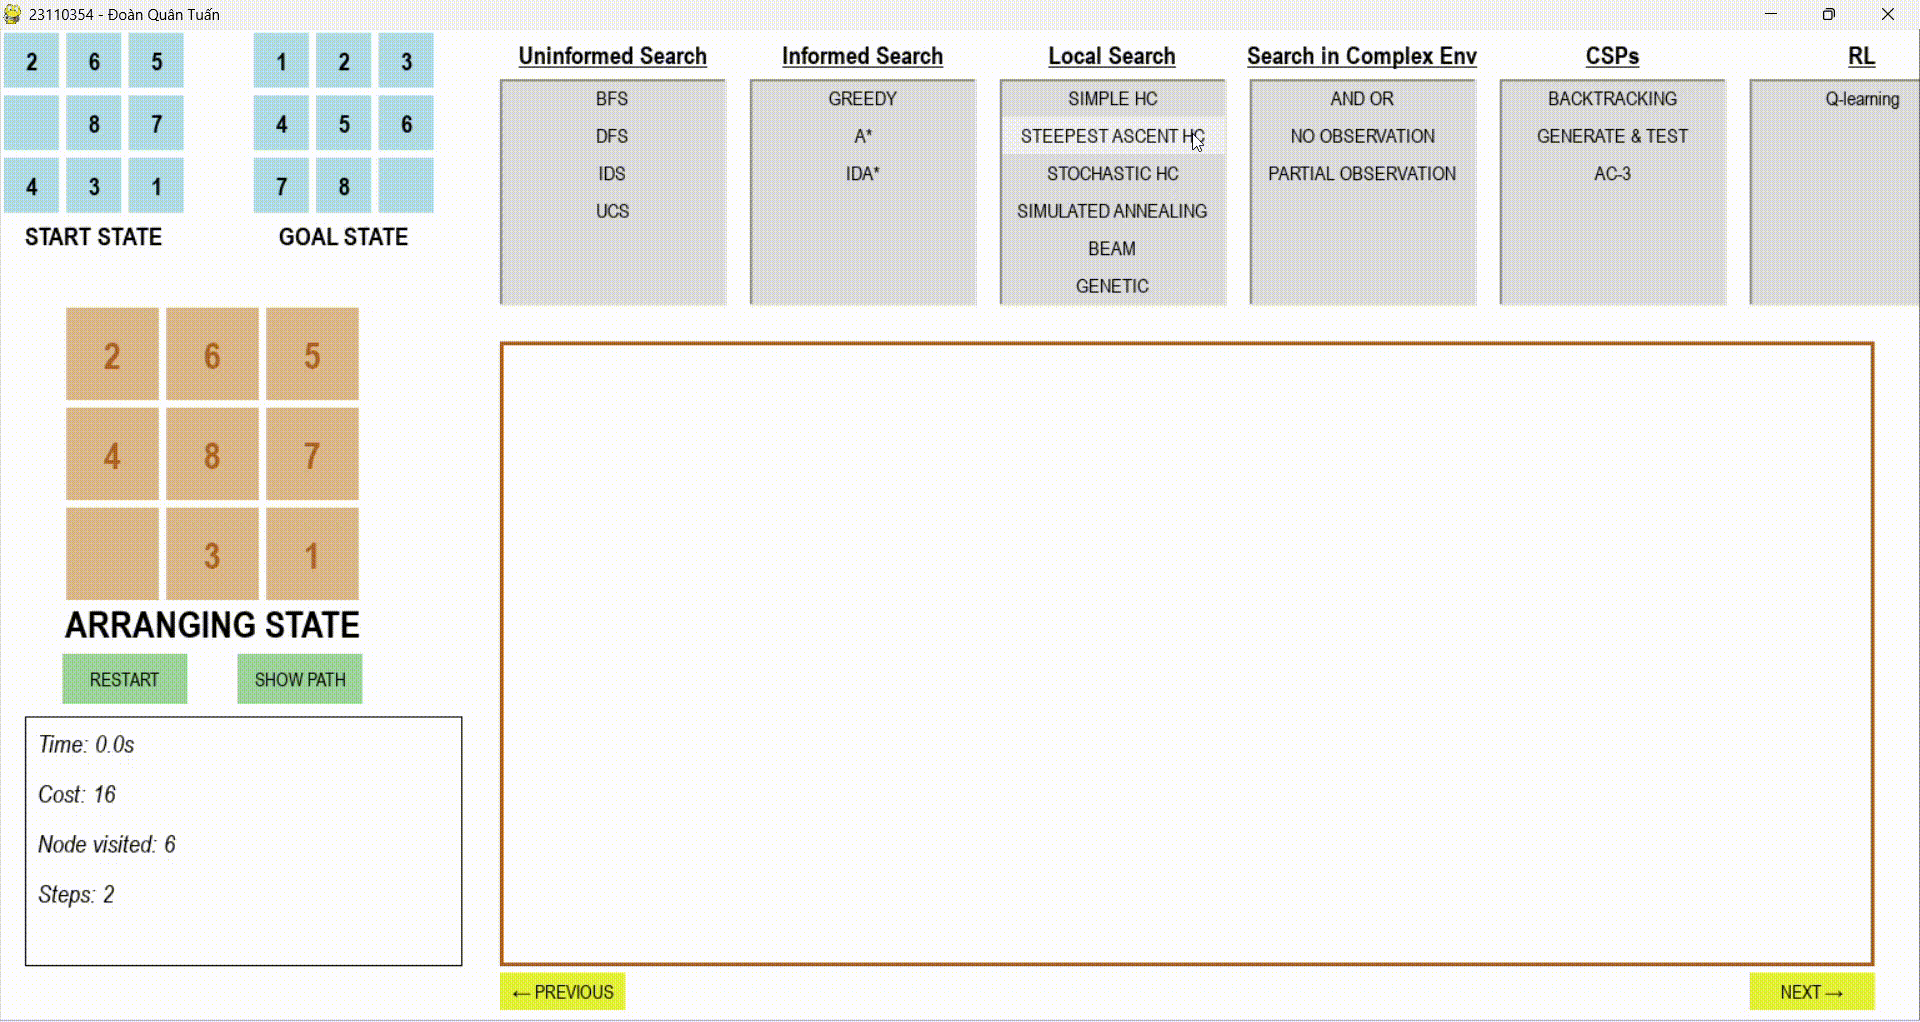 23110354 - Đoàn Quân Tuấn
2 6 5
8 7
4 3 1
START STATE
1 2 3
4 5 6
7 8
GOAL STATE
Uninformed Search
BFS
DFS
IDS
UCS
Informed Search
GREEDY
A*
IDA*
Local Search
SIMPLE HC
STEEPEST ASCENT HC
STOCHASTIC HC
SIMULATED ANNEALING
BEAM
GENETIC
Search in Complex Env
AND OR
NO OBSERVATION
PARTIAL OBSERVATION
CSPs
BACKTRACKING
GENERATE & TEST
AC-3
RL
Q-learning
2 6 5
4 8 7
3 1
ARRANGING STATE
RESTART
SHOW PATH
Time: 0.0s
Cost: 16
Node visited: 6
Steps: 2
← PREVIOUS
NEXT →